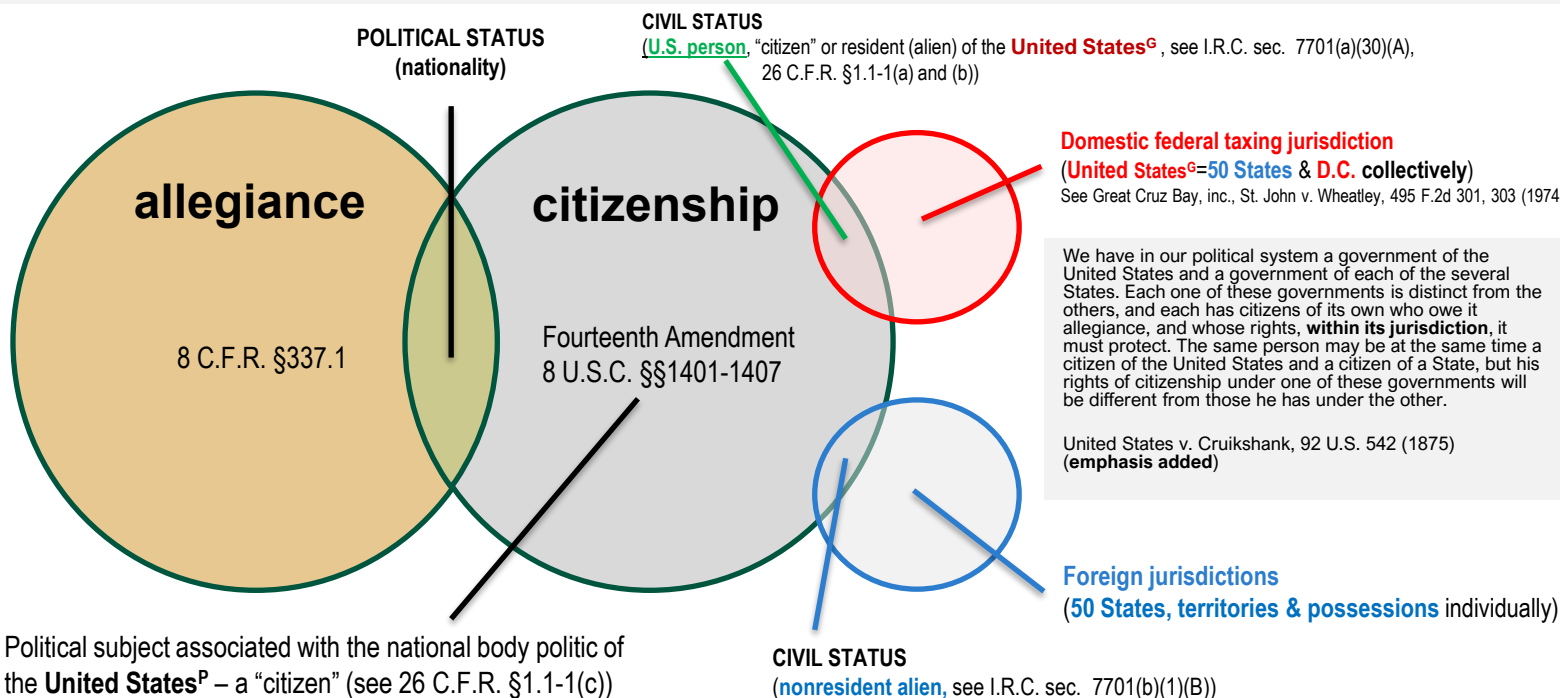 POLITICAL STATUS
(nationality)
CIVIL STATUS
(U.S. person, “citizen” or resident (alien) of the United StatesG , see I.R.C. sec. 7701(a)(30)(A),
26 C.F.R. §1.1-1(a) and (b))
allegiance
8 C.F.R. §337.1
citizenship
Fourteenth Amendment
8 U.S.C. §§1401-1407
Domestic federal taxing jurisdiction
(United StatesG=50 States & D.C. collectively)
See Great Cruz Bay, inc., St. John v. Wheatley, 495 F.2d 301, 303 (1974
We have in our political system a government of the
United States and a government of each of the several
States. Each one of these governments is distinct from the
others, and each has citizens of its own who owe it
allegiance, and whose rights, within its jurisdiction, it
must protect. The same person may be at the same time a
citizen of the United States and a citizen of a State, but his
rights of citizenship under one of these governments will
be different from those he has under the other.
United States v. Cruikshank, 92 U.S. 542 (1875)
(emphasis added)
Foreign jurisdictions
(50 States, territories & possessions individually)
Political subject associated with the national body politic of
the United StatesP – a “citizen” (see 26 C.F.R. §1.1-1(c))
CIVIL STATUS
(nonresident alien, see I.R.C. sec. 7701(b)(1)(B))